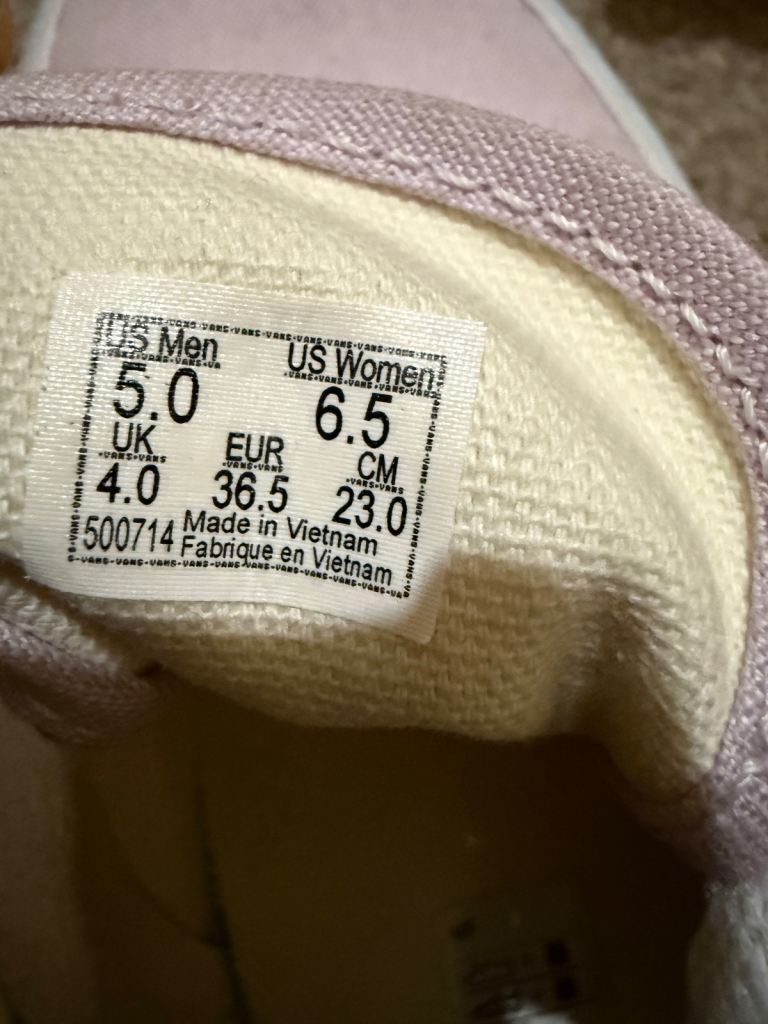 US Men US Women
5.0 6.5
UK EUR CM
4.0 36.5 23.0
500714 Made in Vietnam
Fabrique en Vietnam